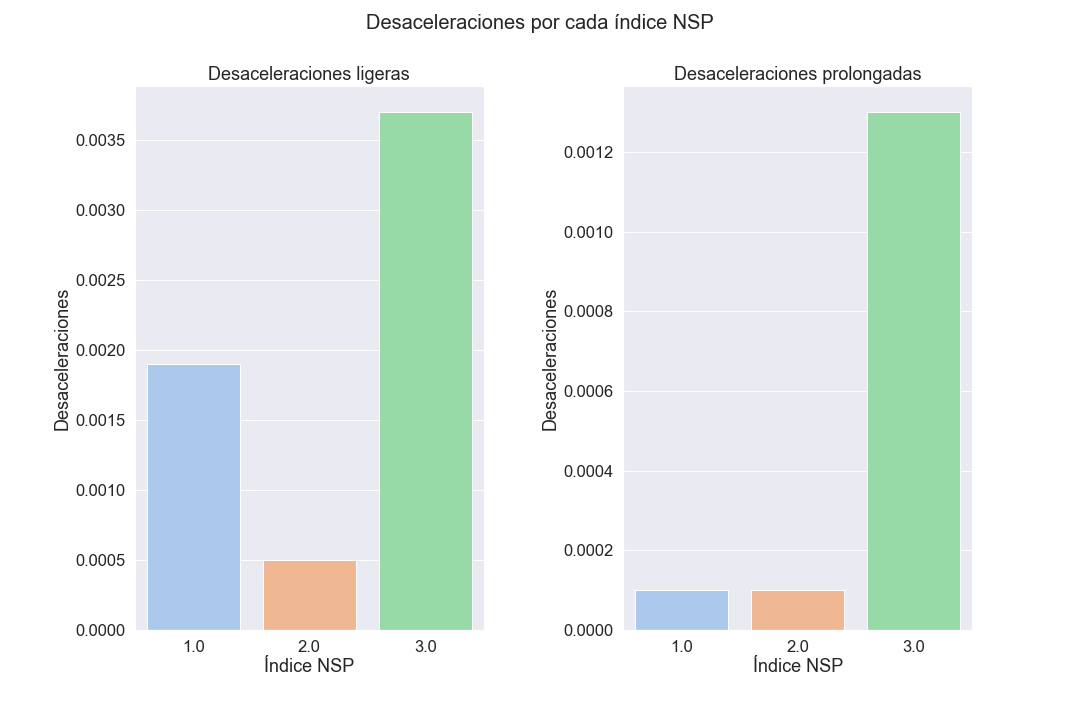 Desaceleraciones por cada índice NSP
Desaceleraciones ligeras
Desaceleraciones
0.0035
0.0030
0.0025
0.0020
0.0015
0.0010
0.0005
0.0000
1.0 2.0 3.0
Índice NSP
Desaceleraciones prolongadas
Desaceleraciones
0.0012
0.0010
0.0008
0.0006
0.0004
0.0002
0.0000
1.0 2.0 3.0
Índice NSP